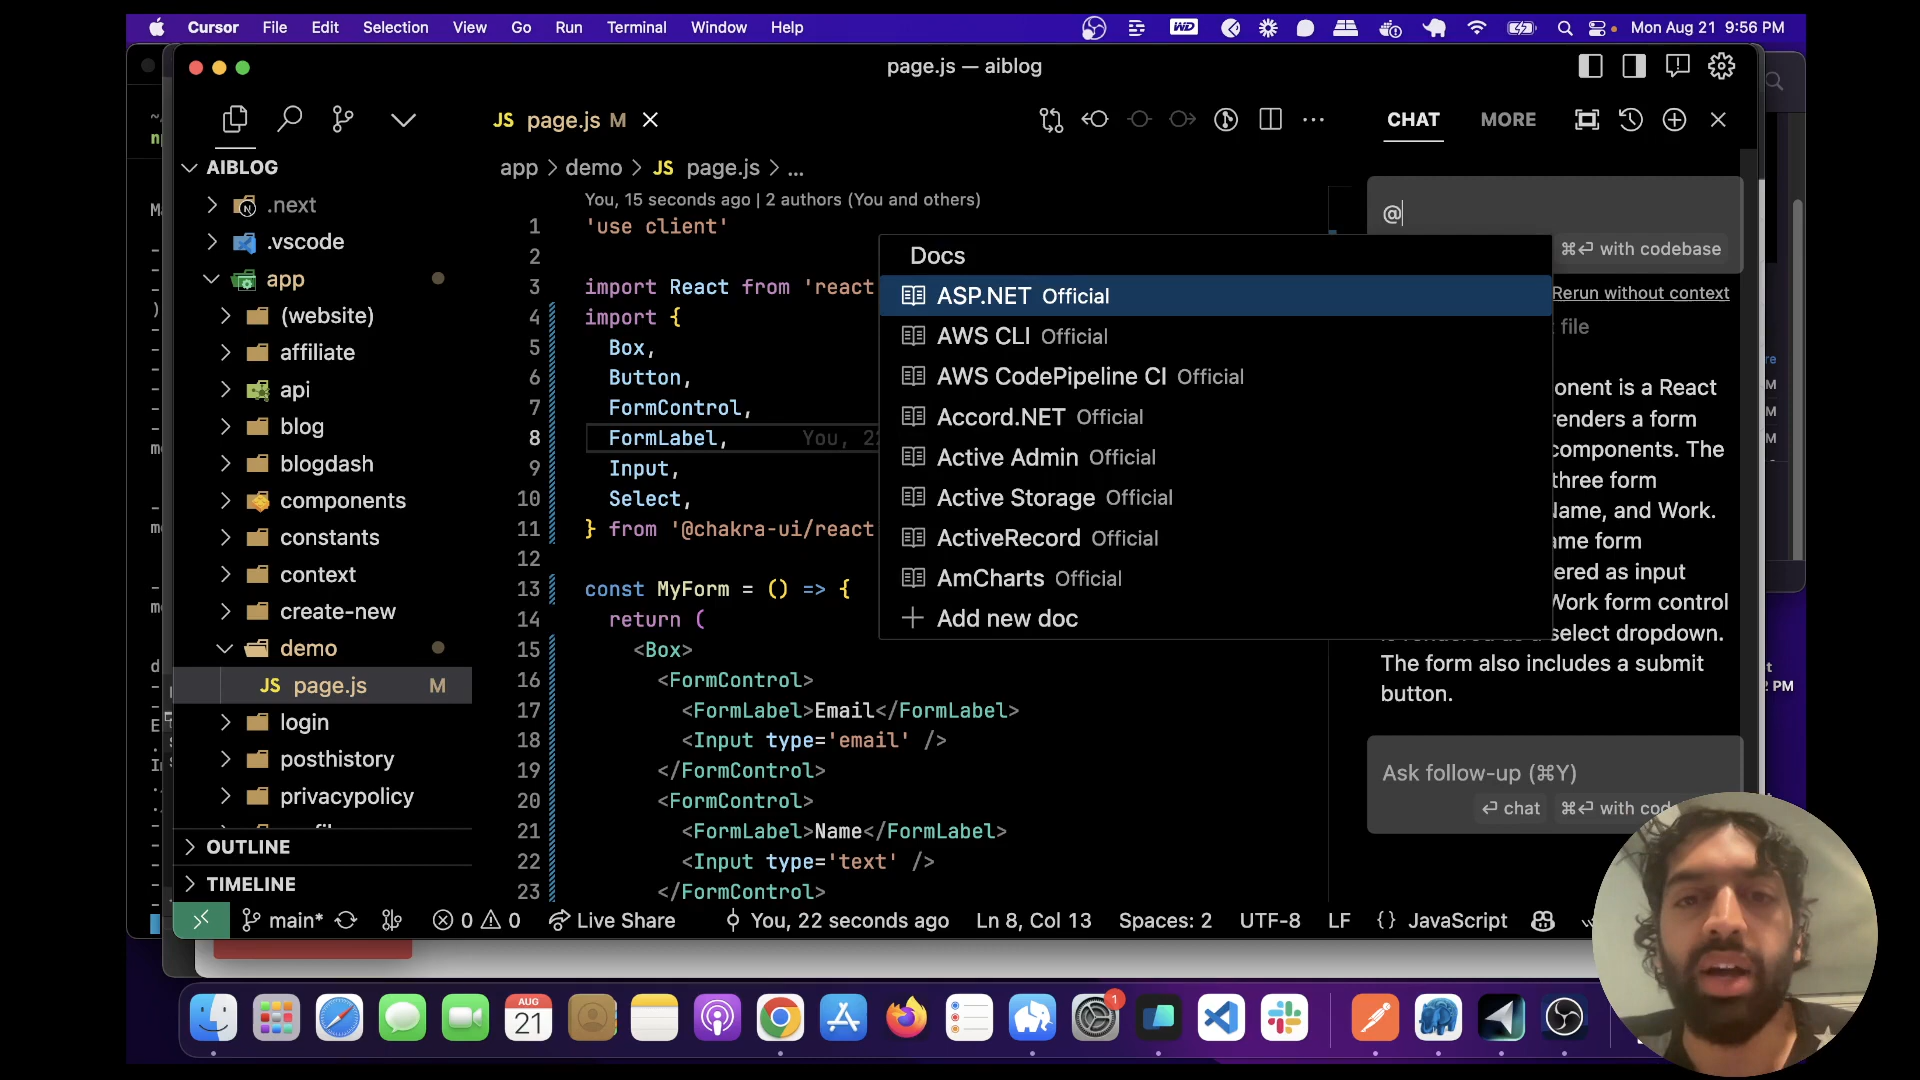 Cursor File Edit Selection View Go Run Terminal Window Help
WD
Mon Aug 21 9:56 PM
page.js — aiblog
JS page.js M
CHAT MORE
AIBLOG
.next
.vscode
app
(website)
affiliate
api
blog
blogdash
components
constants
context
create-new
demo
JS page.js M
login
posthistory
privacypolicy
OUTLINE
TIMELINE
app > demo > JS page.js > ...
You, 15 seconds ago | 2 authors (You and others)
1 'use client'
2
3 import React from 'react
4 import {
5 Box,
6 Button,
7 FormControl,
8 FormLabel, You, 22
9 Input,
10 Select,
11 } from '@chakra-ui/react
12
13 const MyForm = () => {
14 return (
15 <Box>
16 <FormControl>
17 <FormLabel>Email</FormLabel>
18 <Input type='email' />
19 </FormControl>
20 <FormControl>
21 <FormLabel>Name</FormLabel>
22 <Input type='text' />
23 </FormControl>
Docs
ASP.NET Official
AWS CLI Official
AWS CodePipeline CI Official
Accord.NET Official
Active Admin Official
Active Storage Official
ActiveRecord Official
AmCharts Official
+ Add new doc
@
⌘⏎ with codebase
Rerun without context
file
onent is a React
renders a form
components. The
three form
Name, and Work.
ame form
ered as input
Work form control
select dropdown.
The form also includes a submit
button.
Ask follow-up (⌘Y)
⏎ chat ⌘⏎ with cod
main* 0 0 Live Share You, 22 seconds ago Ln 8, Col 13 Spaces: 2 UTF-8 LF {} JavaScript
2 PM
AUG
21
1